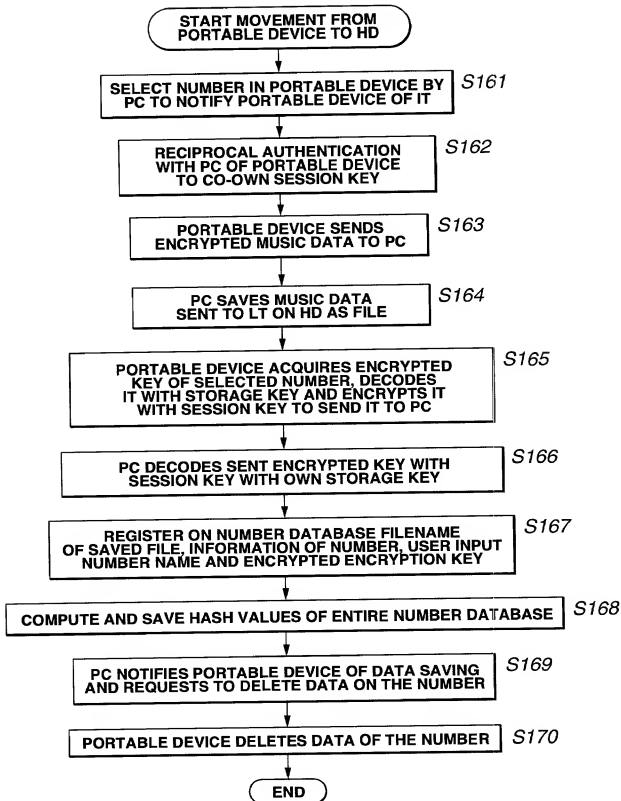 START MOVEMENT FROM
PORTABLE DEVICE TO HD
SELECT NUMBER IN PORTABLE DEVICE BY
PC TO NOTIFY PORTABLE DEVICE OF IT
S161
RECIPROCAL AUTHENTICATION
WITH PC OF PORTABLE DEVICE
TO CO-OWN SESSION KEY
S162
PORTABLE DEVICE SENDS
ENCRYPTED MUSIC DATA TO PC
S163
PC SAVES MUSIC DATA
SENT TO LT ON HD AS FILE
S164
PORTABLE DEVICE ACQUIRES ENCRYPTED
KEY OF SELECTED NUMBER, DECODES
IT WITH STORAGE KEY AND ENCRYPTS IT
WITH SESSION KEY TO SEND IT TO PC
S165
PC DECODES SENT ENCRYPTED KEY WITH
SESSION KEY WITH OWN STORAGE KEY
S166
REGISTER ON NUMBER DATABASE FILENAME
OF SAVED FILE, INFORMATION OF NUMBER, USER INPUT
NUMBER NAME AND ENCRYPTED ENCRYPTION KEY
S167
COMPUTE AND SAVE HASH VALUES OF ENTIRE NUMBER DATABASE
S168
PC NOTIFIES PORTABLE DEVICE OF DATA SAVING
AND REQUESTS TO DELETE DATA ON THE NUMBER
S169
PORTABLE DEVICE DELETES DATA OF THE NUMBER
S170
END